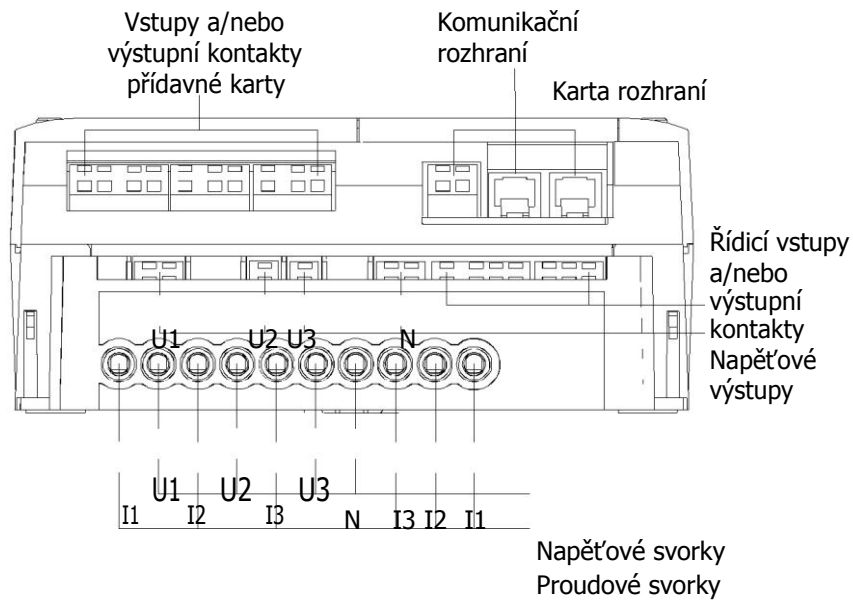 Vstupy a/nebo
výstupní kontakty
přídavné karty
Komunikační
rozhraní
Karta rozhraní
Řídicí vstupy
a/nebo
výstupní
kontakty
Napěťové
výstupy
U1 U2 U3 N
U1 U2 U3
I1 I2 I3 N I3 I2 I1
Napěťové svorky
Proudové svorky